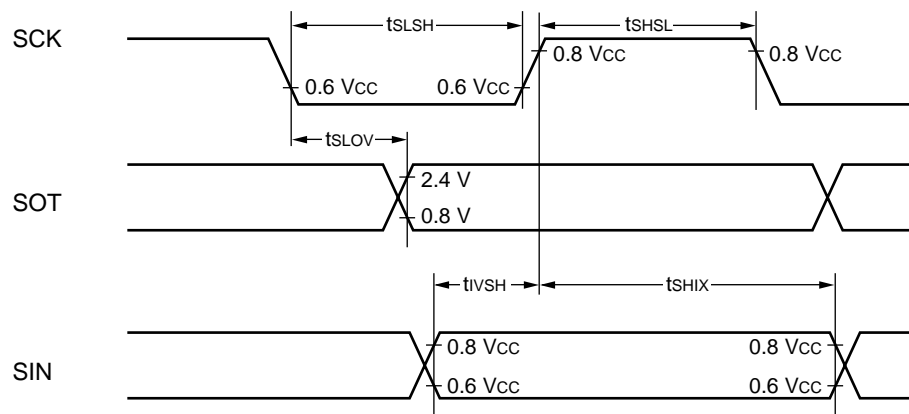 tSLSH tSHSL
SCK
0.8 VCC 0.8 VCC
0.6 VCC 0.6 VCC
tSLOV
2.4 V
SOT
0.8 V
tIVSH tSHIX
0.8 VCC 0.8 VCC
SIN
0.6 VCC 0.6 VCC